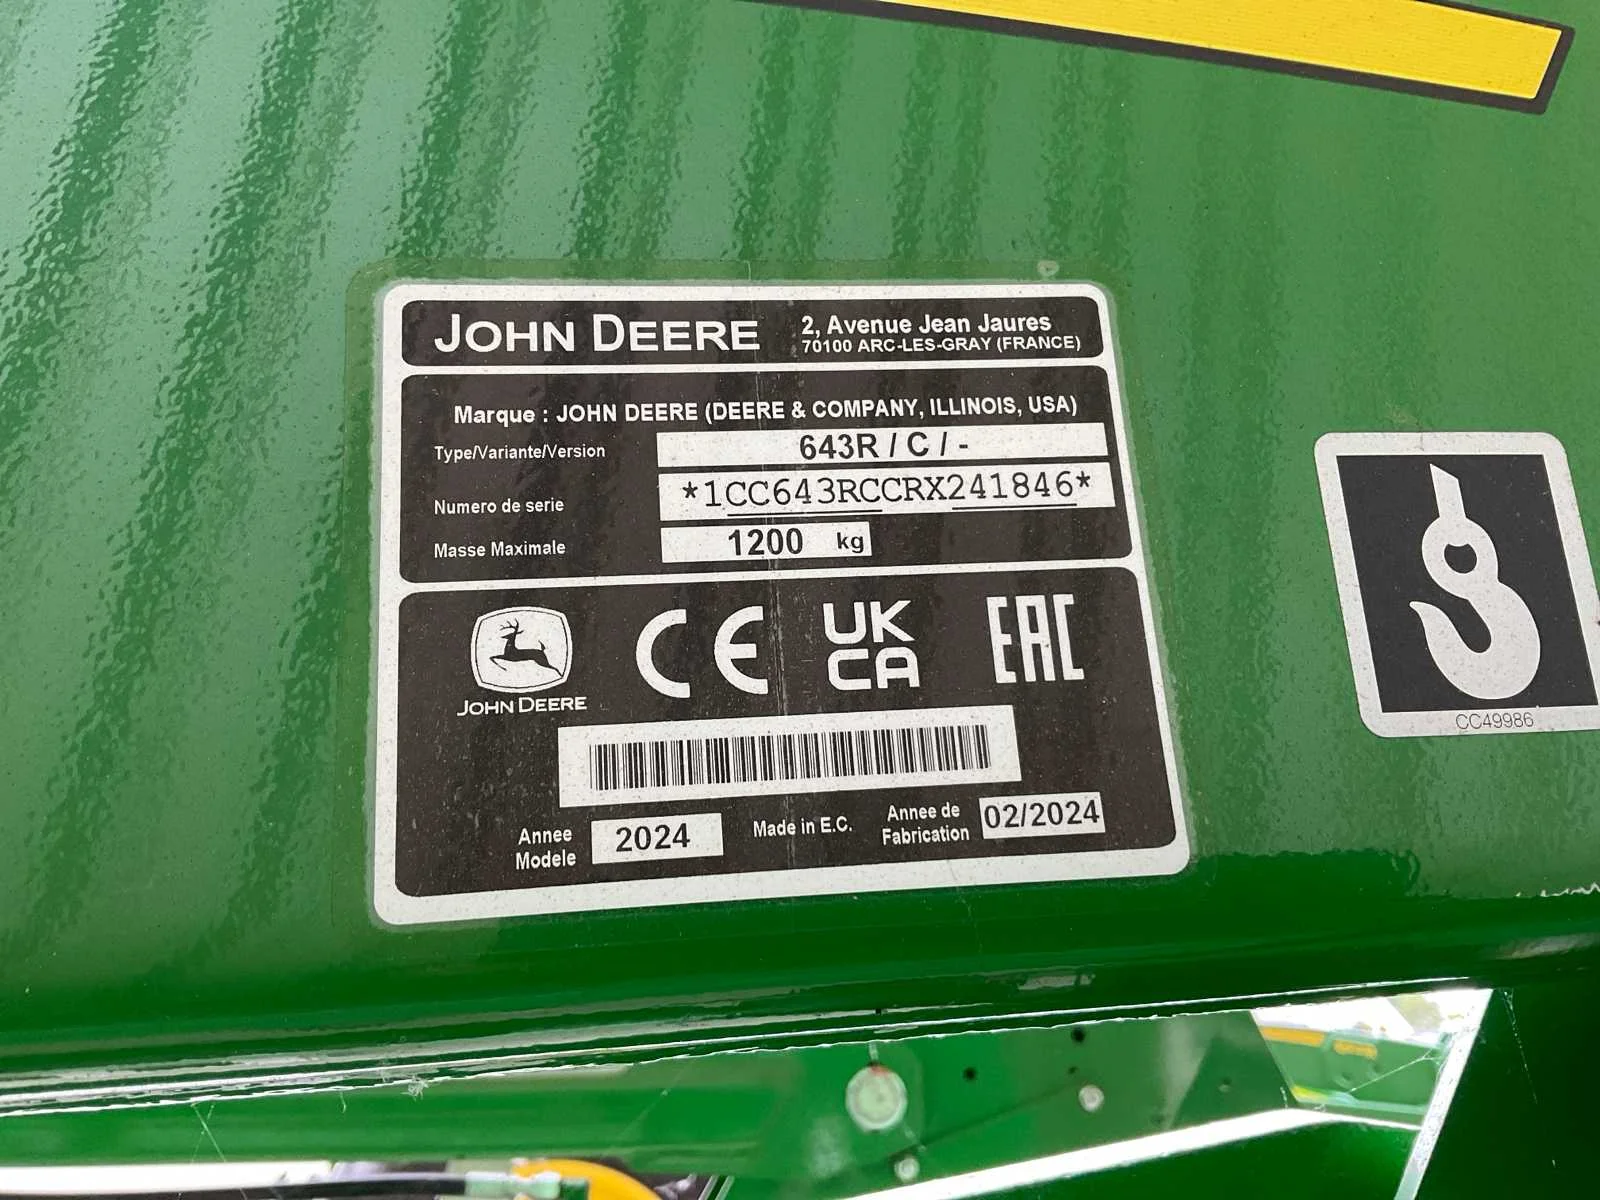 JOHN DEERE
2, Avenue Jean Jaures
70100 ARC-LES-GRAY (FRANCE)
Marque : JOHN DEERE (DEERE & COMPANY, ILLINOIS, USA)
Type/Variante/Version 643R / C / -
Numero de serie *1CC643RCCRX241846*
Masse Maximale 1200 kg
JOHN DEERE
CE
UK
CA
EAC
Annee
Modele
2024
Made in E.C.
Annee de
Fabrication
02/2024
CC49986